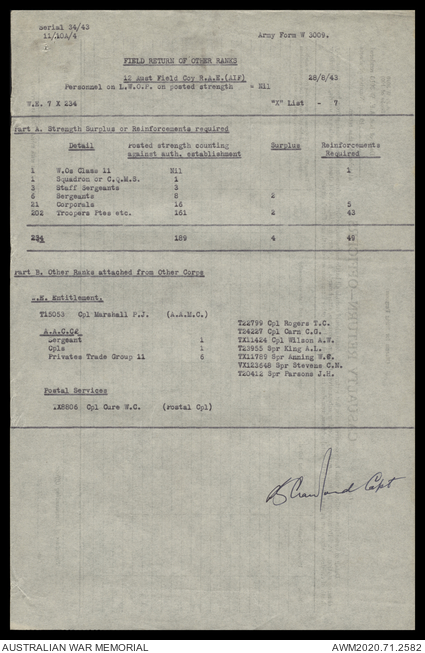 Serial 34/43
11/10A/4
Army Form W 3009.
FIELD RETURN OF OTHER RANKS
12 Aust Field Coy R.A.E.(AIF) 28/8/43
Personnel on L.W.O.P. on posted strength = Nil
W.E. 7 X 234 "X" List - 7
Part A. Strength Surplus or Reinforcements required
Detail Posted strength counting Surplus Reinforcements
against auth. establishment Required
1 W.Os Class 11 Nil 1
1 Squadron or C.Q.M.S. 1
3 Staff Sergeants 3
6 Sergeants 8 2
21 Corporals 16 5
202 Troopers Ptes etc. 161 2 43
234 189 4 49
Part B. Other Ranks attached from Other Corps
W.E. Entitlement.
T15053 Cpl Marshall P.J. (A.A.M.C.)
T22799 Cpl Rogers T.C.
A.A.C.C. T24227 Cpl Carn C.G.
Sergeant 1 TX11424 Cpl Wilson A.W.
Cpls 1 T23955 Spr King A.L.
Privates Trade Group 11 6 TX11789 Spr Anning W.G.
VX123648 Spr Stevens C.N.
T20412 Spr Parsons J.H.
Postal Services
TX8806 Cpl Cure W.C. (Postal Cpl)
Crawford Capt
AUSTRALIAN WAR MEMORIAL AWM2020.71.2582